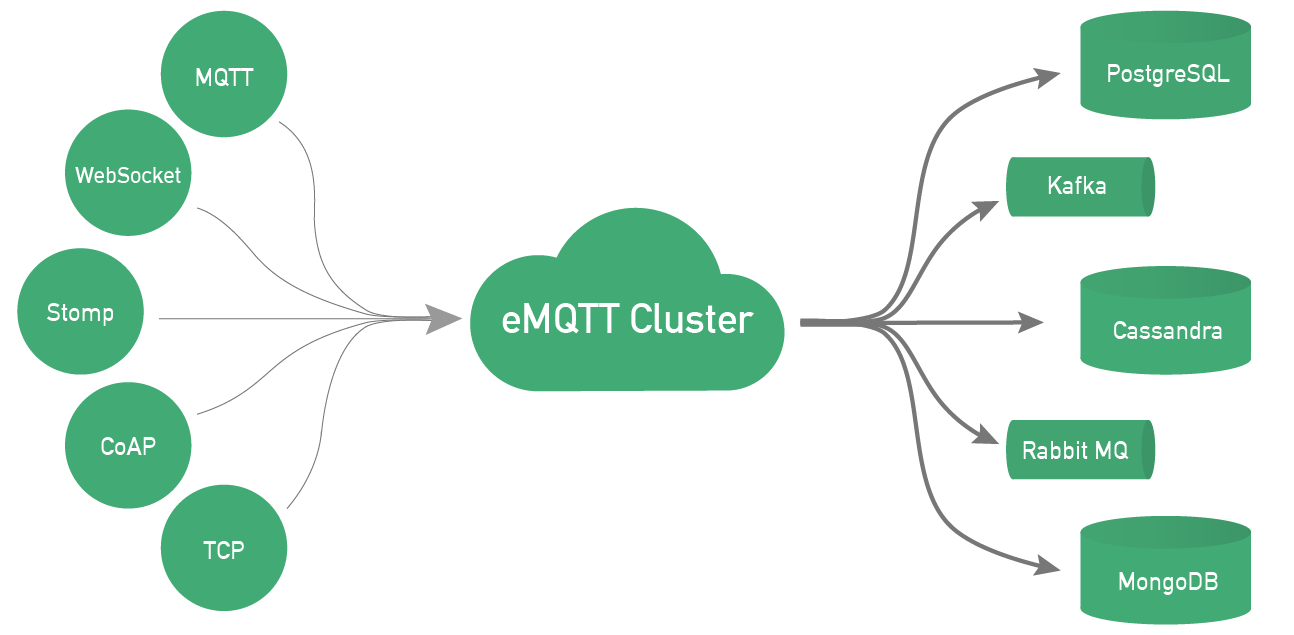 MQTT
WebSocket
Stomp
CoAP
TCP
eMQTT Cluster
PostgreSQL
Kafka
Cassandra
Rabbit MQ
MongoDB